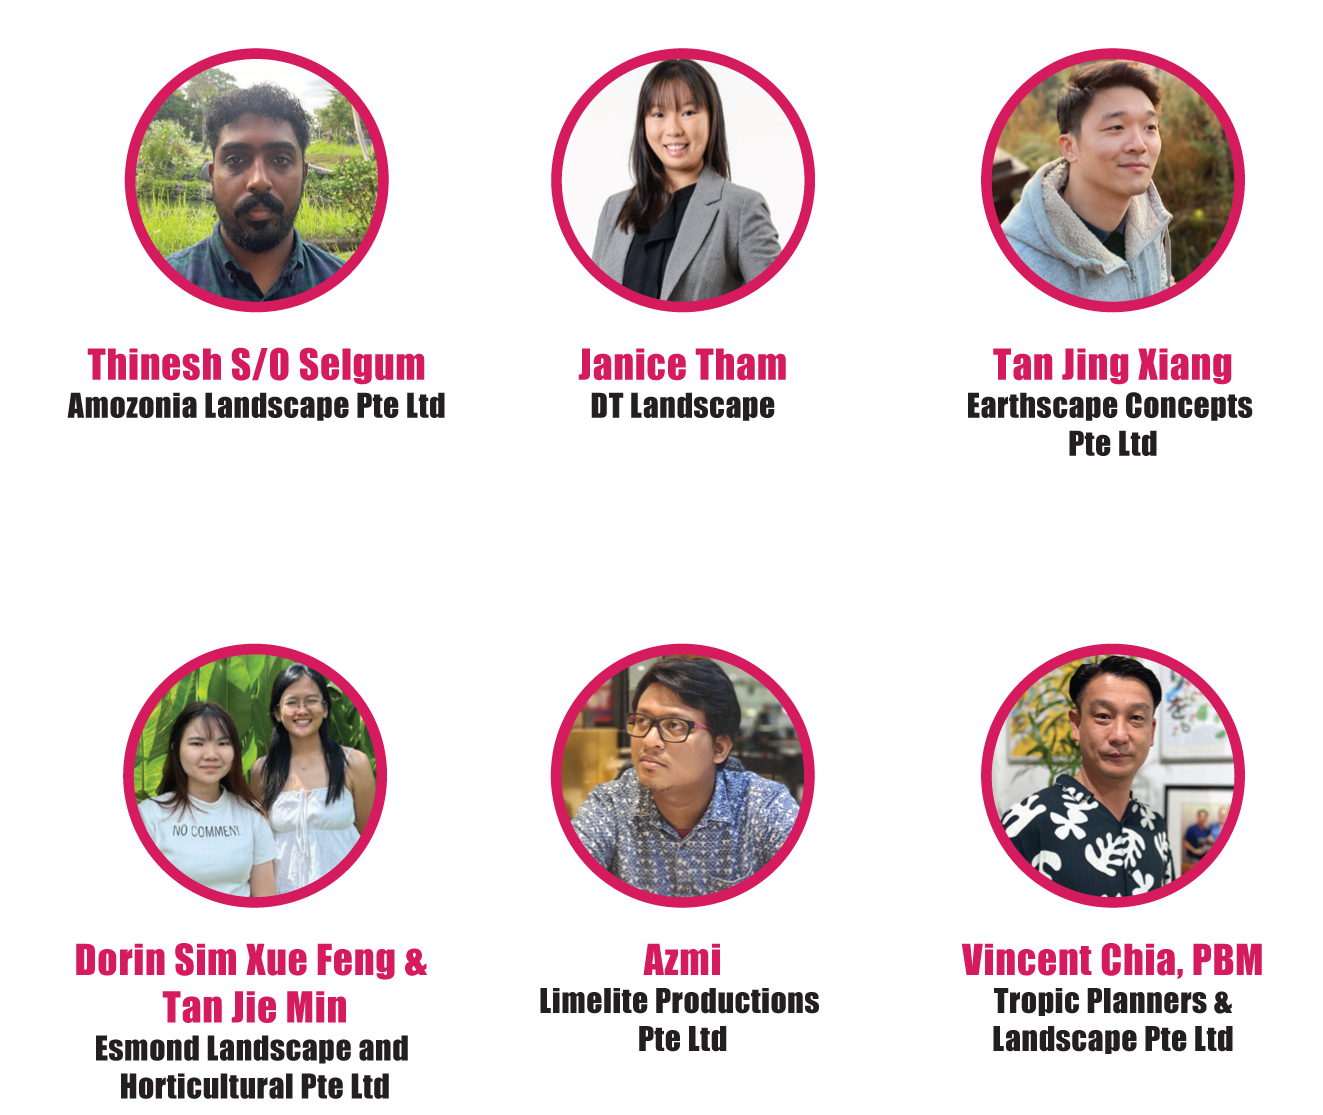 Thinesh S/O Selgum
Amozonia Landscape Pte Ltd
Janice Tham
DT Landscape
Tan Jing Xiang
Earthscape Concepts
Pte Ltd
NO COMMENT.
Dorin Sim Xue Feng &
Tan Jie Min
Esmond Landscape and
Horticultural Pte Ltd
Azmi
Limelite Productions
Pte Ltd
Vincent Chia, PBM
Tropic Planners &
Landscape Pte Ltd